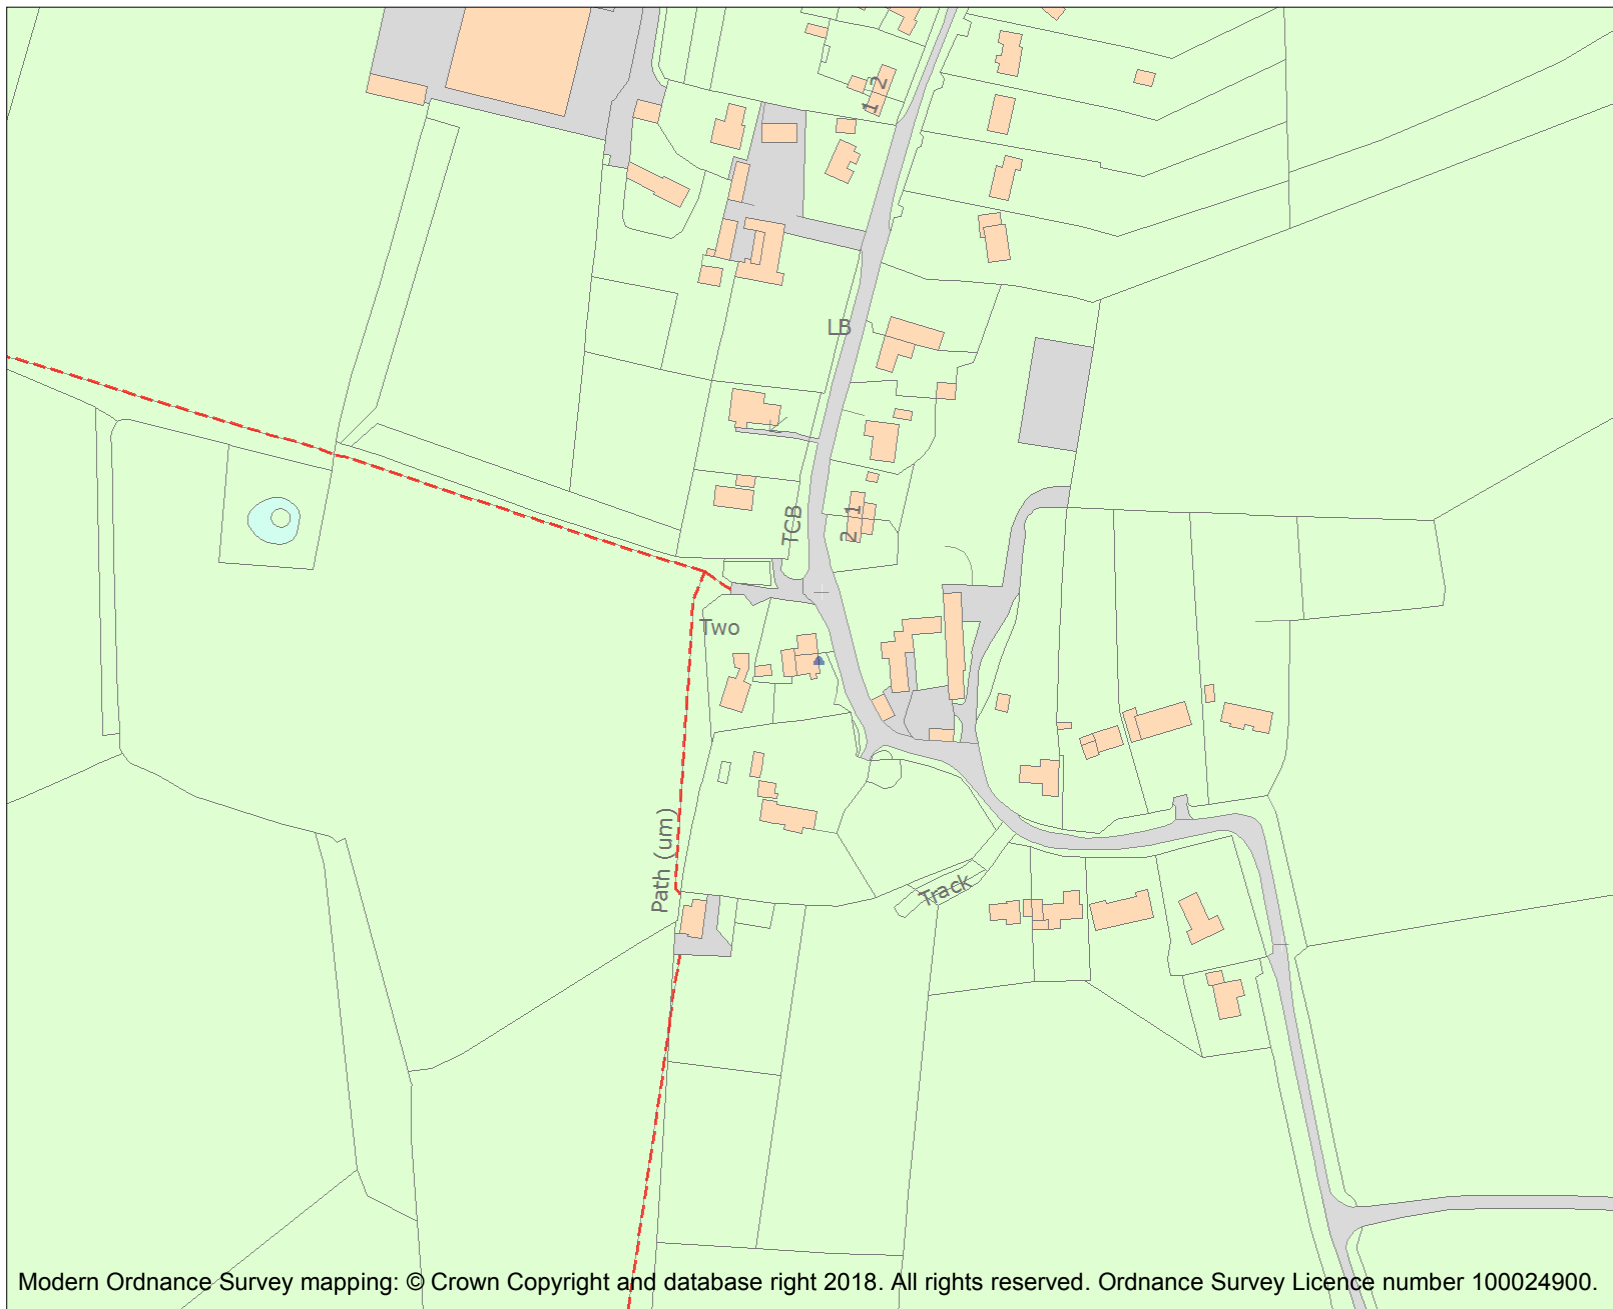 1 2
LB
TCB
2 1
Two
Path (um)
Track
Modern Ordnance Survey mapping: © Crown Copyright and database right 2018. All rights reserved. Ordnance Survey Licence number 100024900.